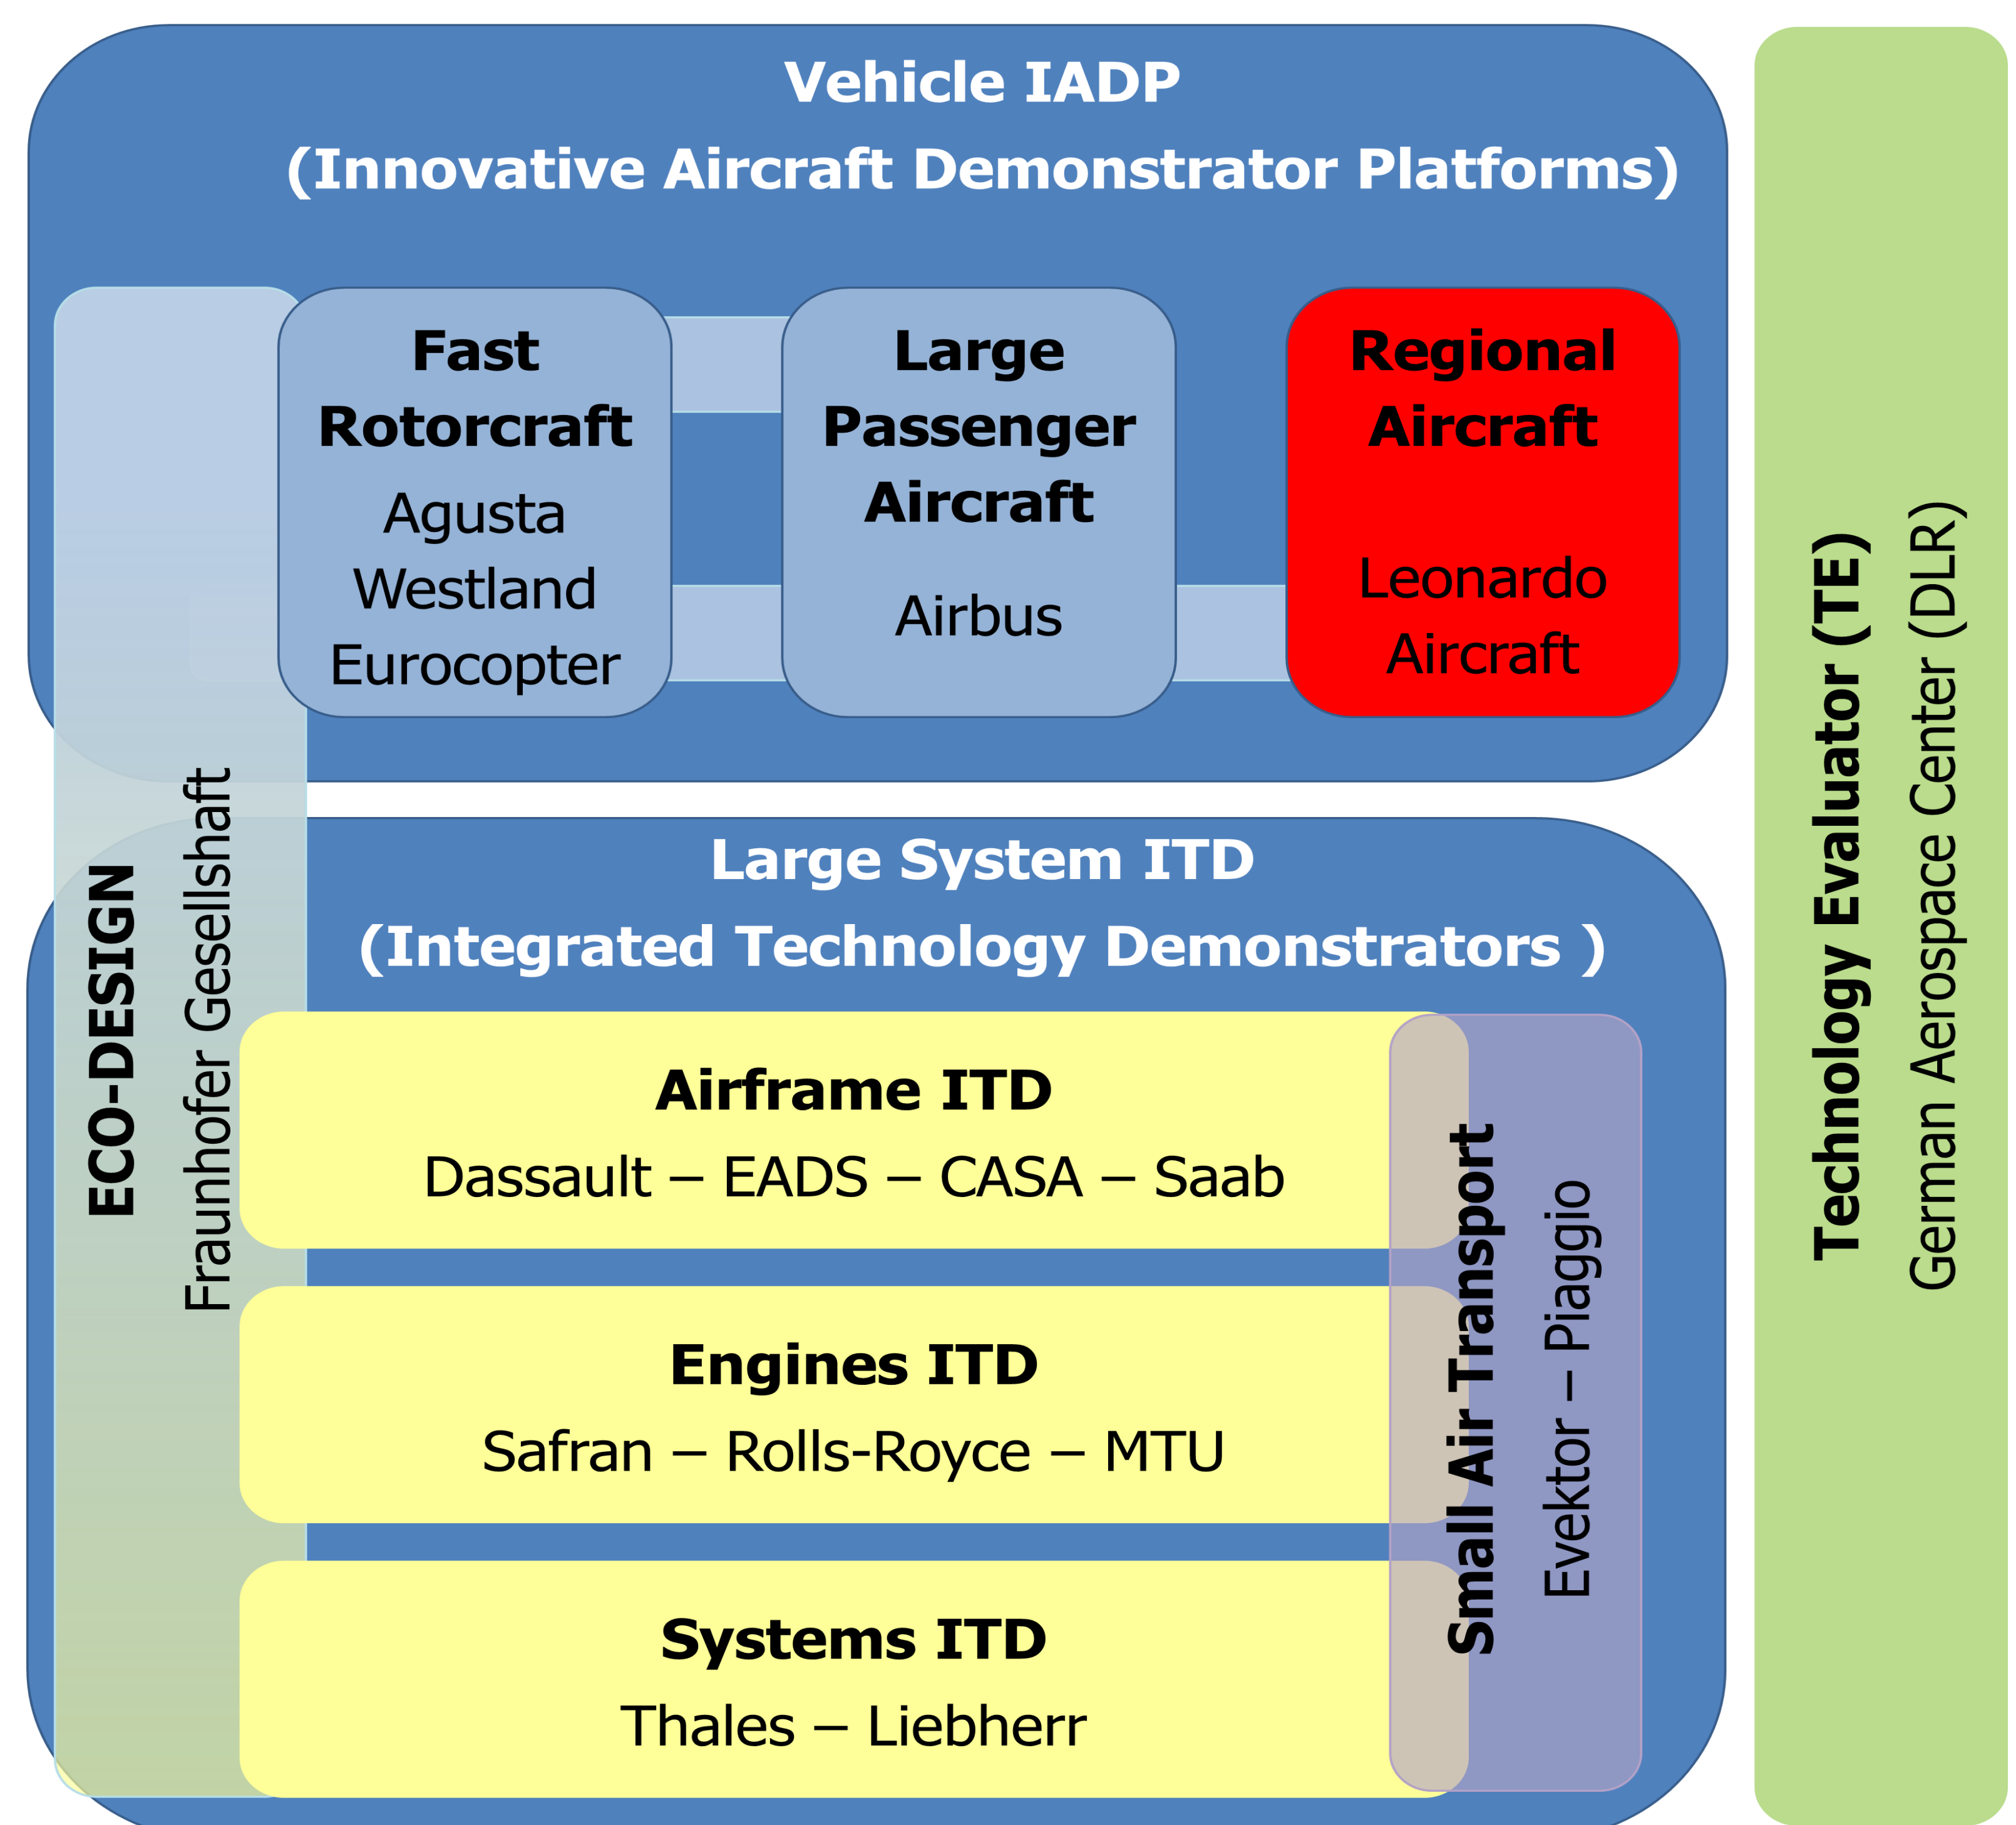 Vehicle IADP
(Innovative Aircraft Demonstrator Platforms)
Fast
Rotorcraft
Agusta
Westland
Eurocopter
Large
Passenger
Aircraft
Airbus
Regional
Aircraft
Leonardo
Aircraft
ECO-DESIGN
Fraunhofer Gesellshaft
Large System ITD
(Integrated Technology Demonstrators )
Airframe ITD
Dassault – EADS – CASA – Saab
Engines ITD
Safran – Rolls-Royce – MTU
Systems ITD
Thales – Liebherr
Small Air Transport
Evektor – Piaggio
Technology Evaluator (TE)
German Aerospace Center (DLR)